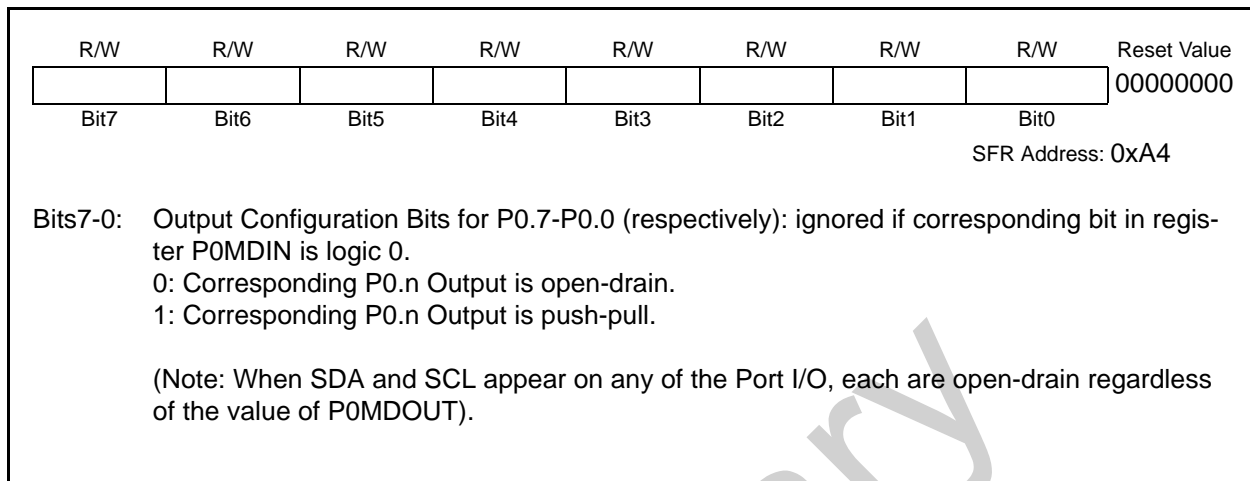 R/W R/W R/W R/W R/W R/W R/W R/W Reset Value
00000000
Bit7 Bit6 Bit5 Bit4 Bit3 Bit2 Bit1 Bit0
SFR Address: 0xA4
Bits7-0: Output Configuration Bits for P0.7-P0.0 (respectively): ignored if corresponding bit in regis-
ter P0MDIN is logic 0.
0: Corresponding P0.n Output is open-drain.
1: Corresponding P0.n Output is push-pull.
(Note: When SDA and SCL appear on any of the Port I/O, each are open-drain regardless
of the value of P0MDOUT).